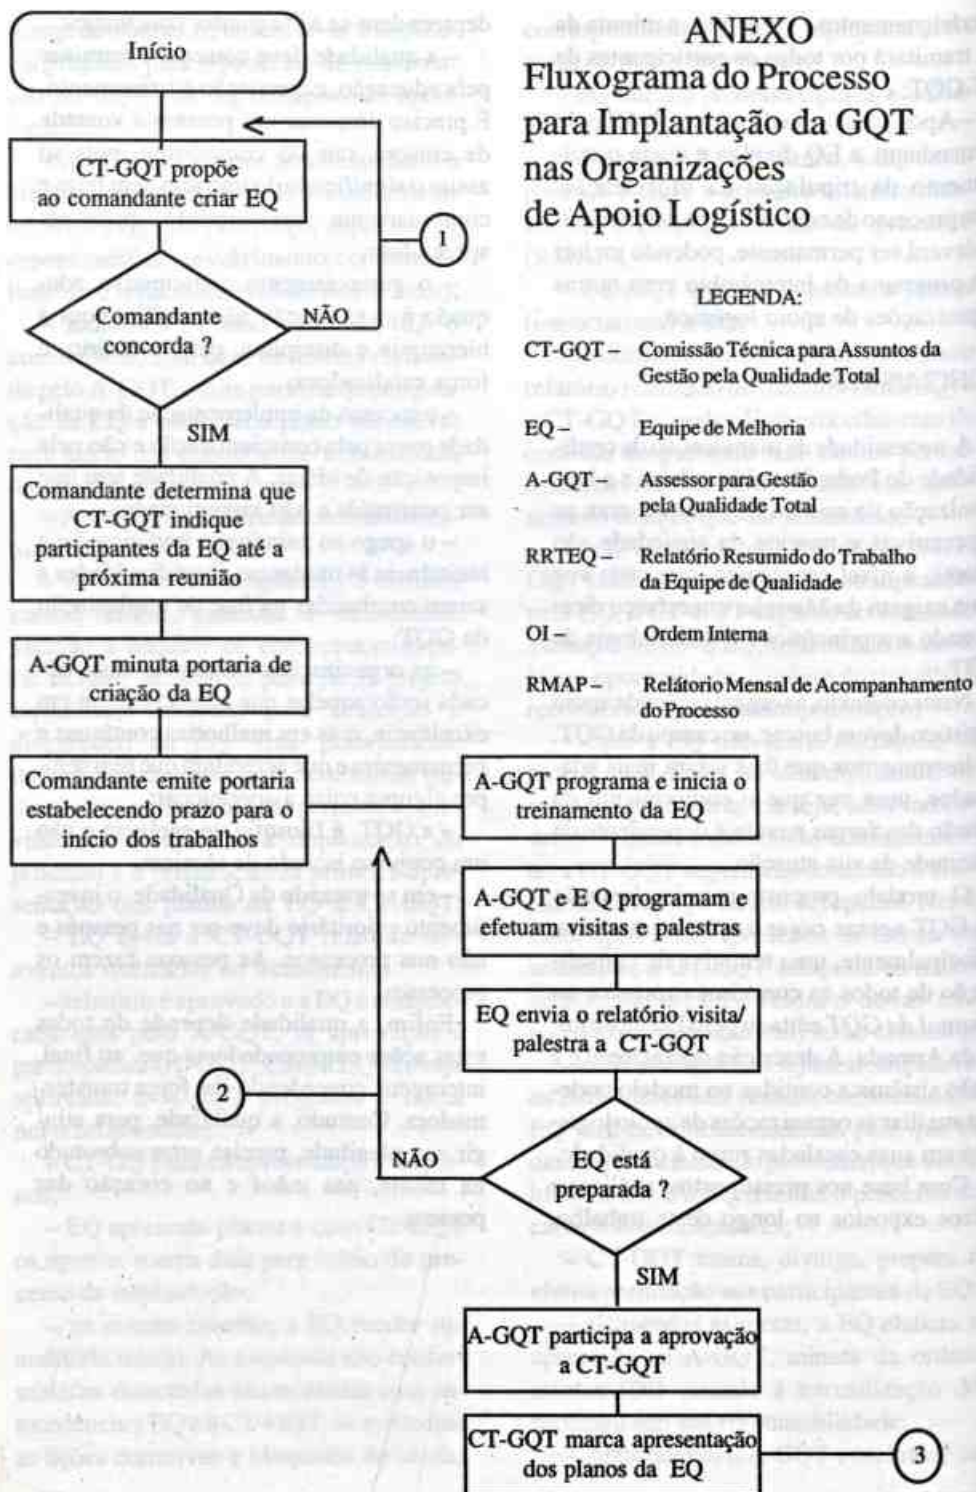 ANEXO
Fluxograma do Processo
para Implantação da GQT
nas Organizações
de Apoio Logístico
LEGENDA:
CT-GQT – Comissão Técnica para Assuntos da
Gestão pela Qualidade Total
EQ – Equipe de Melhoria
A-GQT – Assessor para Gestão
pela Qualidade Total
RRTEQ – Relatório Resumido do Trabalho
da Equipe de Qualidade
OI – Ordem Interna
RMAP – Relátorio Mensal de Acompanhamento
do Processo
Início
CT-GQT propõe
ao comandante criar EQ
1
Comandante
concorda ?
NÃO
SIM
Comandante determina que
CT-GQT indique
participantes da EQ até a
próxima reunião
A-GQT minuta portaria de
criação da EQ
Comandante emite portaria
estabelecendo prazo para o
início dos trabalhos
A-GQT programa e inicia o
treinamento da EQ
A-GQT e E Q programam e
efetuam visitas e palestras
EQ envia o relatório visita/
palestra a CT-GQT
2
NÃO
EQ está
preparada ?
SIM
A-GQT participa a aprovação
a CT-GQT
CT-GQT marca apresentação
dos planos da EQ
3